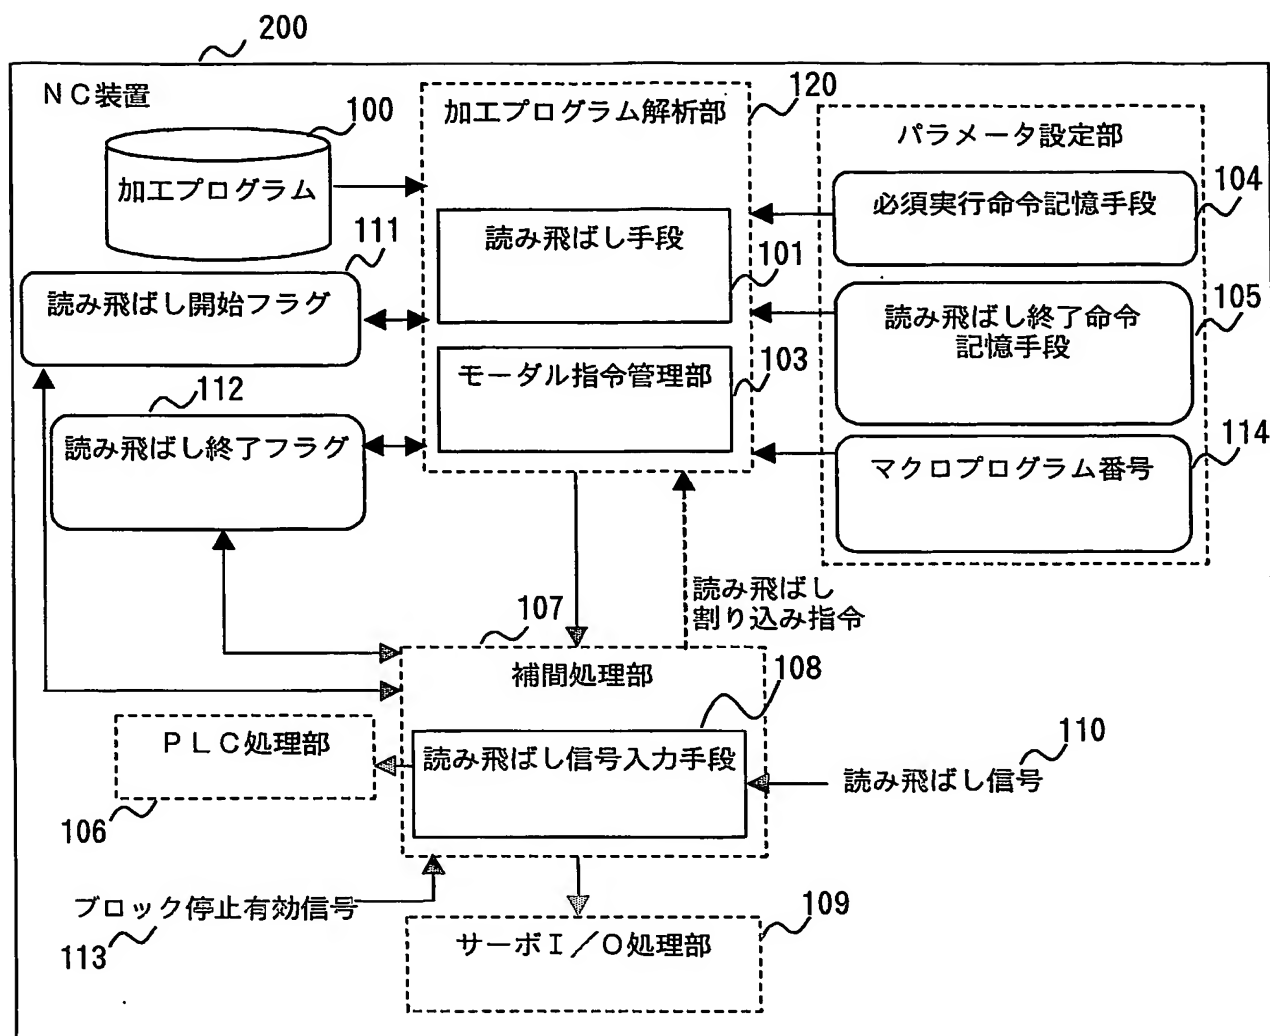 200
NC装置
100
加工プログラム
加工プログラム解析部
120
パラメータ設定部
必須実行命令記憶手段
104
111
読み飛ばし手段
101
読み飛ばし開始フラグ
読み飛ばし終了命令
記憶手段
105
モーダル指令管理部
103
112
読み飛ばし終了フラグ
マクロプログラム番号
114
読み飛ばし
割り込み指令
107
補間処理部
108
PLC処理部
読み飛ばし信号入力手段
110
読み飛ばし信号
106
ブロック停止有効信号
113
109
サーボI/O処理部